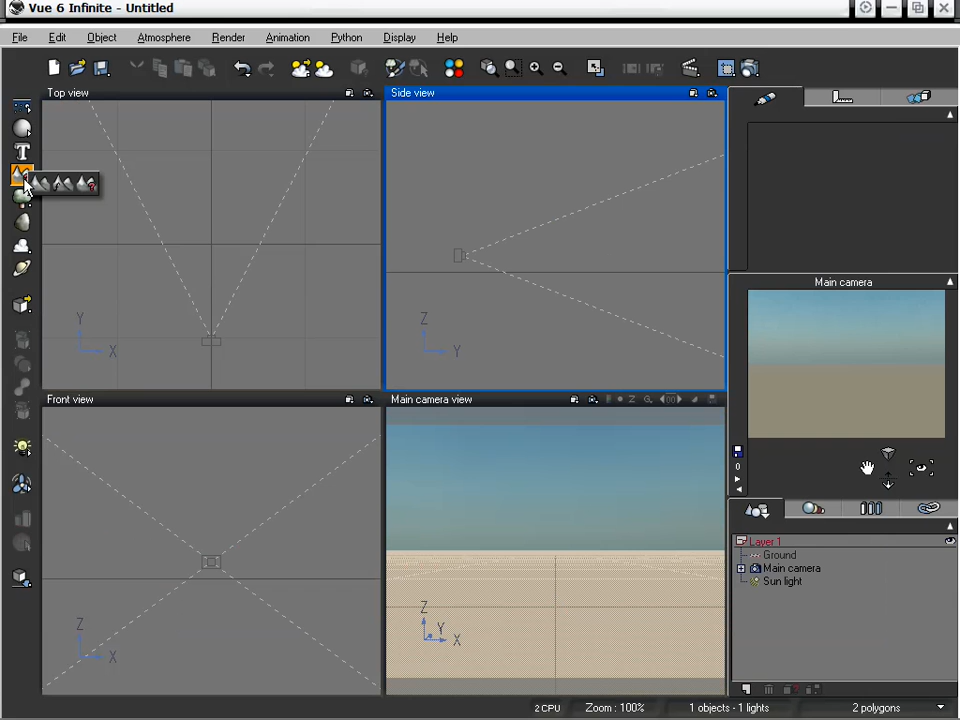 Vue 6 Infinite - Untitled
File Edit Object Atmosphere Render Animation Python Display Help
Top view
Side view
T
Y
X
Z
Y
Main camera
Front view
Main camera view
Z
0
Z
X
Z
Y
X
Layer 1
Ground
Main camera
Sun light
2 CPU Zoom : 100% 1 objects - 1 lights 2 polygons